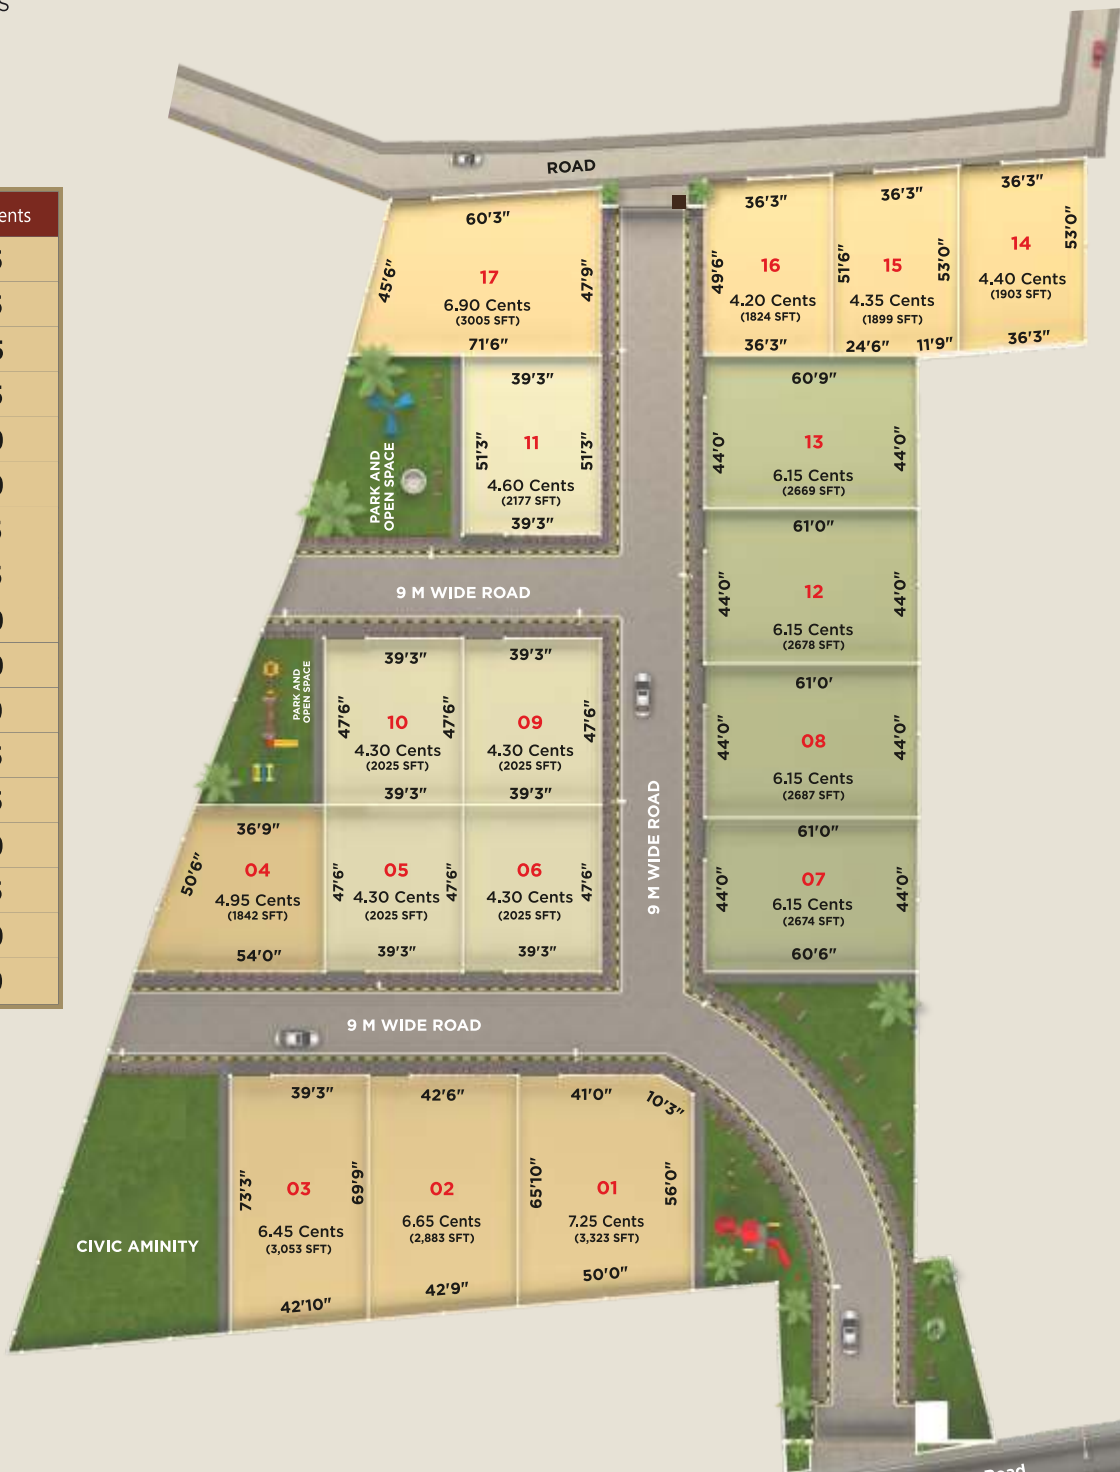 S
ents
ROAD
60'3"
45'6"
47'9"
17
6.90 Cents
(3005 SFT)
71'6"
36'3"
49'6"
16
4.20 Cents
(1824 SFT)
36'3"
36'3"
51'6"
53'0"
15
4.35 Cents
(1899 SFT)
24'6"
11'9"
36'3"
14
53'0"
4.40 Cents
(1903 SFT)
36'3"
PARK AND
OPEN SPACE
39'3"
51'3"
51'3"
11
4.60 Cents
(2177 SFT)
39'3"
60'9"
44'0'
44'0"
13
6.15 Cents
(2669 SFT)
61'0"
44'0"
44'0"
12
6.15 Cents
(2678 SFT)
9 M WIDE ROAD
PARK AND
OPEN SPACE
39'3"
47'6"
47'6"
10
4.30 Cents
(2025 SFT)
39'3"
39'3"
47'6"
09
4.30 Cents
(2025 SFT)
39'3"
61'0'
44'0"
44'0"
08
6.15 Cents
(2687 SFT)
9 M WIDE ROAD
36'9"
50'6"
04
4.95 Cents
(1842 SFT)
54'0"
47'6"
47'6"
05
4.30 Cents
(2025 SFT)
39'3"
47'6"
06
4.30 Cents
(2025 SFT)
39'3"
61'0"
44'0"
44'0"
07
6.15 Cents
(2674 SFT)
60'6"
9 M WIDE ROAD
CIVIC AMINITY
39'3"
73'3"
69'9"
03
6.45 Cents
(3,053 SFT)
42'10"
42'6"
02
6.65 Cents
(2,883 SFT)
42'9"
41'0"
10'3"
65'10"
56'0"
01
7.25 Cents
(3,323 SFT)
50'0"
Road